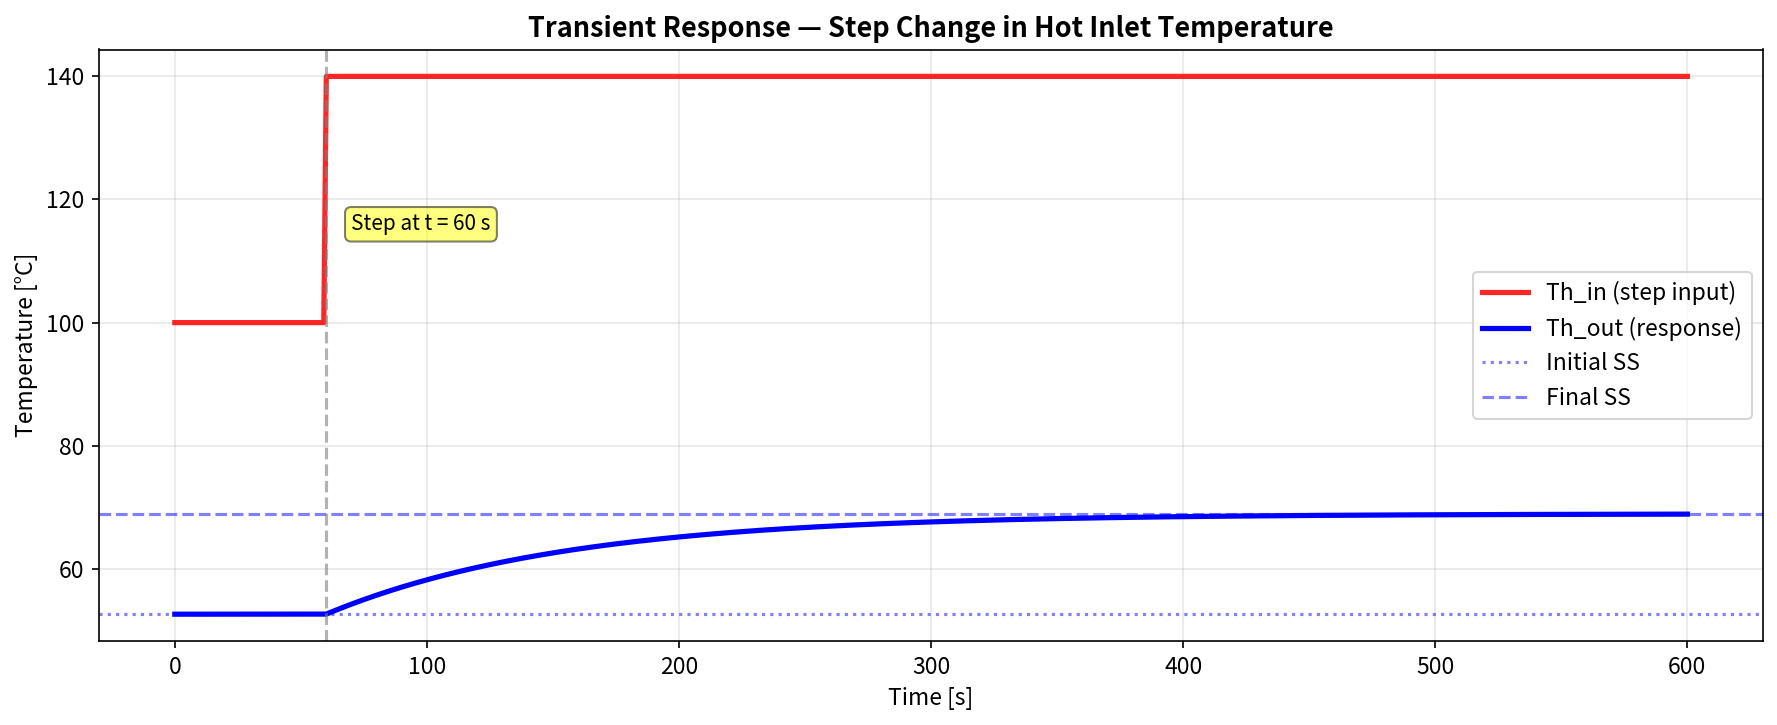 Transient Response — Step Change in Hot Inlet Temperature
Temperature [°C]
140
120
100
80
60
Step at t = 60 s
Th_in (step input)
Th_out (response)
Initial SS
Final SS
0 100 200 300 400 500 600
Time [s]